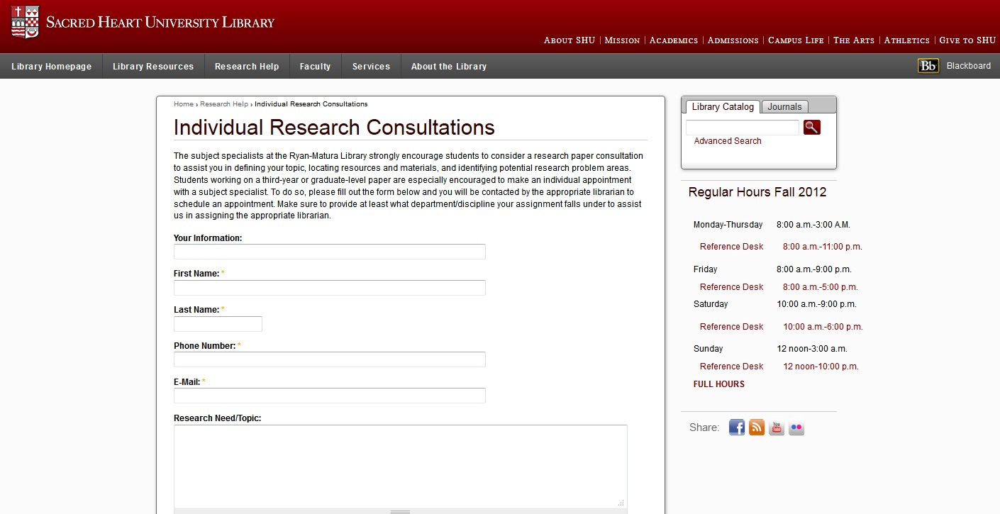 SACRED HEART UNIVERSITY LIBRARY
ABOUT SHU | MISSION | ACADEMICS | ADMISSIONS | CAMPUS LIFE | THE ARTS | ATHLETICS | GIVE TO SHU
Library Homepage Library Resources Research Help Faculty Services About the Library
Bb Blackboard
Home › Research Help › Individual Research Consultations
Individual Research Consultations
The subject specialists at the Ryan-Matura Library strongly encourage students to consider a research paper consultation
to assist you in defining your topic, locating resources and materials, and identifying potential research problem areas.
Students working on a third-year or graduate-level paper are especially encouraged to make an individual appointment
with a subject specialist. To do so, please fill out the form below and you will be contacted by the appropriate librarian to
schedule an appointment. Make sure to provide at least what department/discipline your assignment falls under to assist
us in assigning the appropriate librarian.
Your Information:
First Name: *
Last Name: *
Phone Number: *
E-Mail: *
Research Need/Topic:
Library Catalog Journals
Advanced Search
Regular Hours Fall 2012
Monday-Thursday 8:00 a.m.-3:00 A.M.
Reference Desk 8:00 a.m.-11:00 p.m.
Friday 8:00 a.m.-9:00 p.m.
Reference Desk 8:00 a.m.-5:00 p.m.
Saturday 10:00 a.m.-9:00 p.m.
Reference Desk 10:00 a.m.-6:00 p.m.
Sunday 12 noon-3:00 a.m.
Reference Desk 12 noon-10:00 p.m.
FULL HOURS
Share: f You Tube